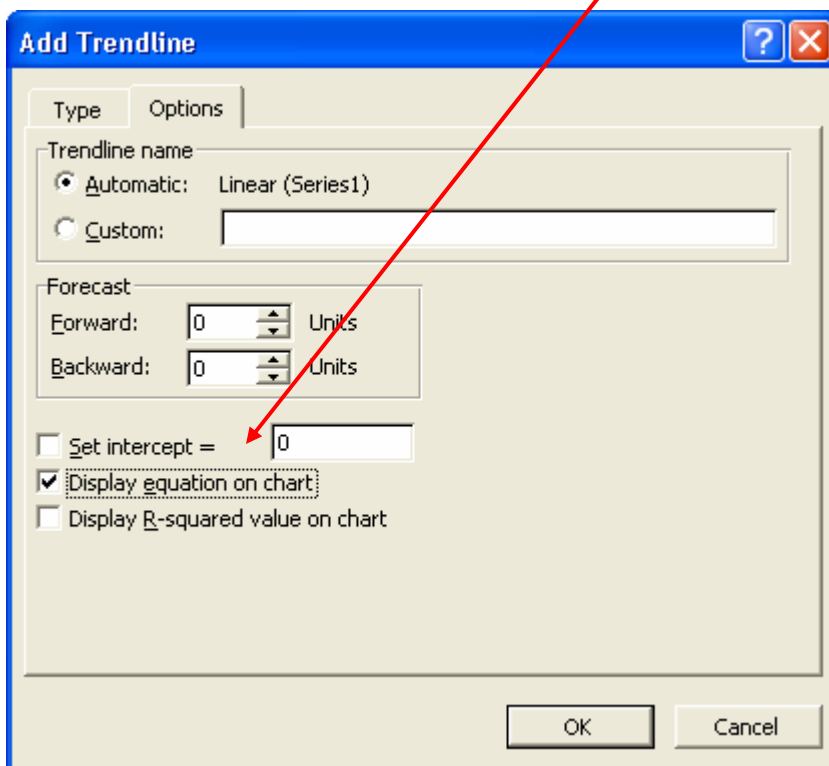 Add Trendline
Type Options
Trendline name
Automatic: Linear (Series1)
Custom:
Forecast
Forward: 0 Units
Backward: 0 Units
Set intercept = 0
Display equation on chart
Display R-squared value on chart
OK Cancel